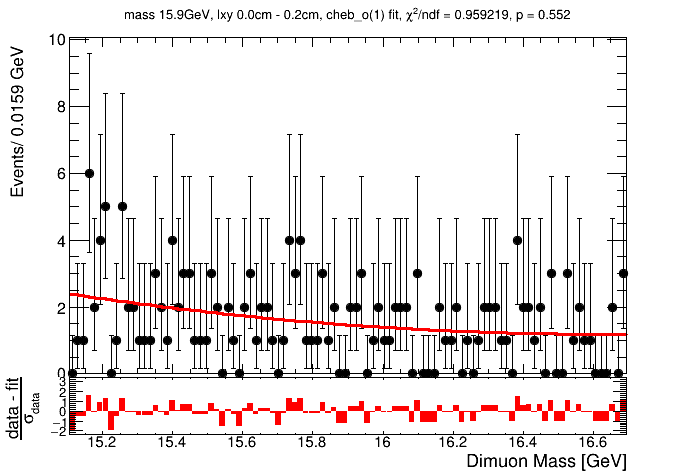 mass 15.9GeV, lxy 0.0cm - 0.2cm, cheb_o(1) fit, χ²/ndf = 0.959219, p = 0.552
Events/ 0.0159 GeV
10
8
6
4
2
0
data - fit
σdata
3
2
1
0
−1
−2
15.2 15.4 15.6 15.8 16 16.2 16.4 16.6
Dimuon Mass [GeV]